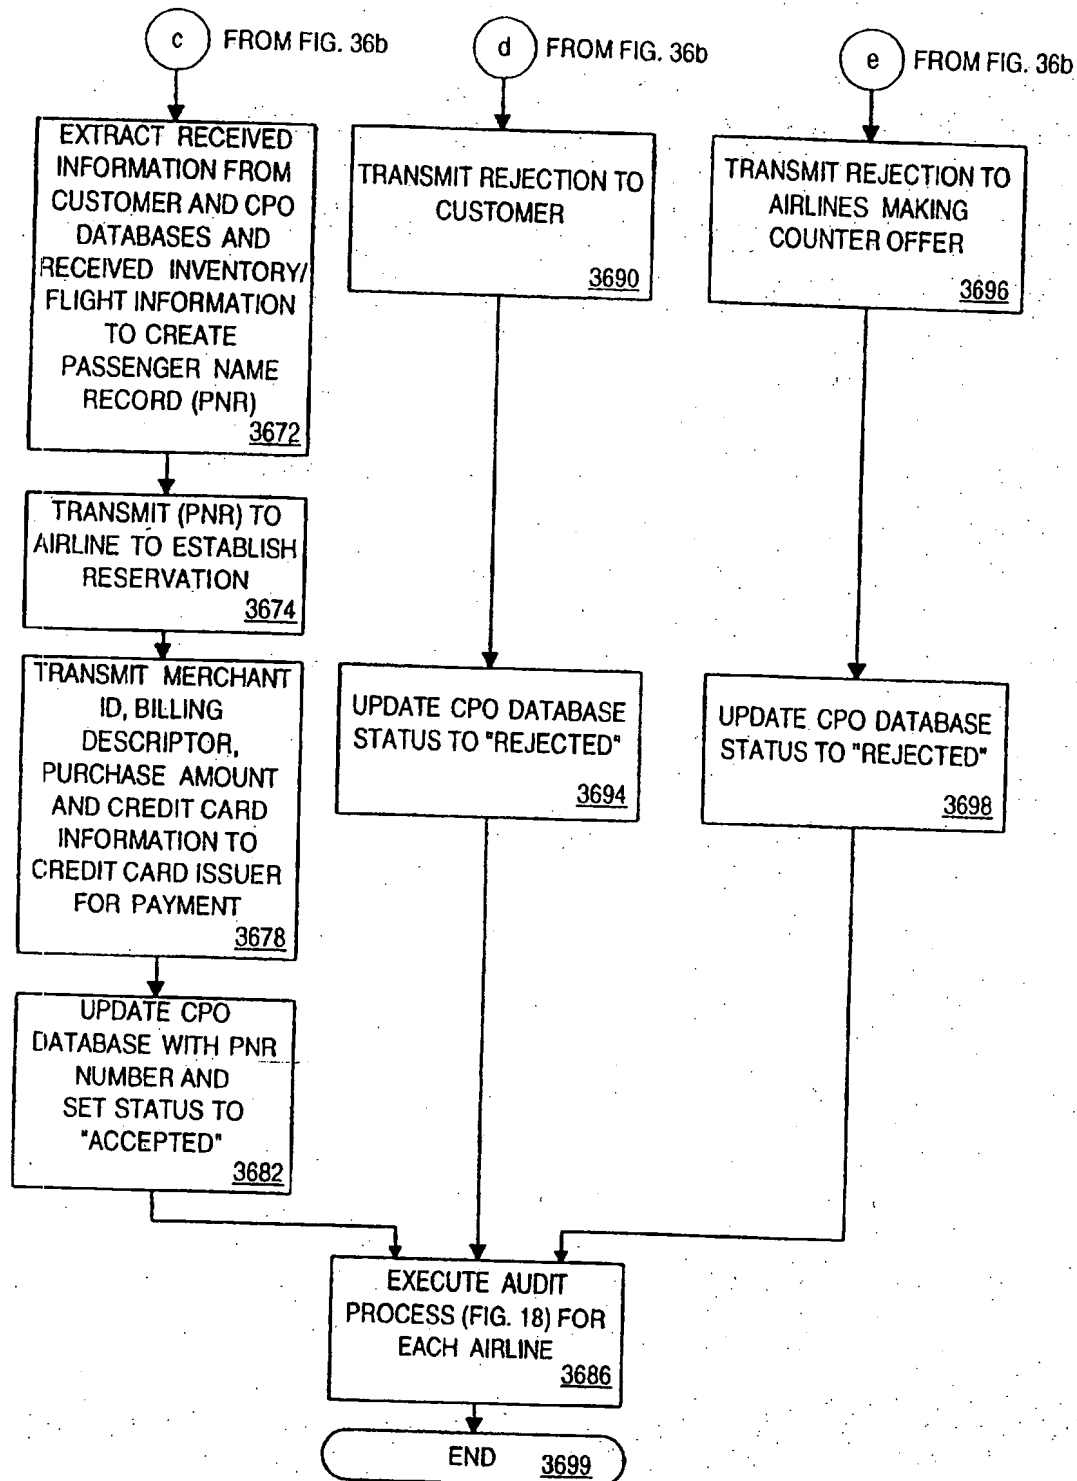 c FROM FIG. 36b
d FROM FIG. 36b
e FROM FIG. 36b
EXTRACT RECEIVED
INFORMATION FROM
CUSTOMER AND CPO
DATABASES AND
RECEIVED INVENTORY/
FLIGHT INFORMATION
TO CREATE
PASSENGER NAME
RECORD (PNR)
3672
TRANSMIT (PNR) TO
AIRLINE TO ESTABLISH
RESERVATION
3674
TRANSMIT MERCHANT
ID, BILLING
DESCRIPTOR,
PURCHASE AMOUNT
AND CREDIT CARD
INFORMATION TO
CREDIT CARD ISSUER
FOR PAYMENT
3678
UPDATE CPO
DATABASE WITH PNR
NUMBER AND
SET STATUS TO
"ACCEPTED"
3682
TRANSMIT REJECTION TO
CUSTOMER
3690
UPDATE CPO DATABASE
STATUS TO "REJECTED"
3694
TRANSMIT REJECTION TO
AIRLINES MAKING
COUNTER OFFER
3696
UPDATE CPO DATABASE
STATUS TO "REJECTED"
3698
EXECUTE AUDIT
PROCESS (FIG. 18) FOR
EACH AIRLINE
3686
END 3699